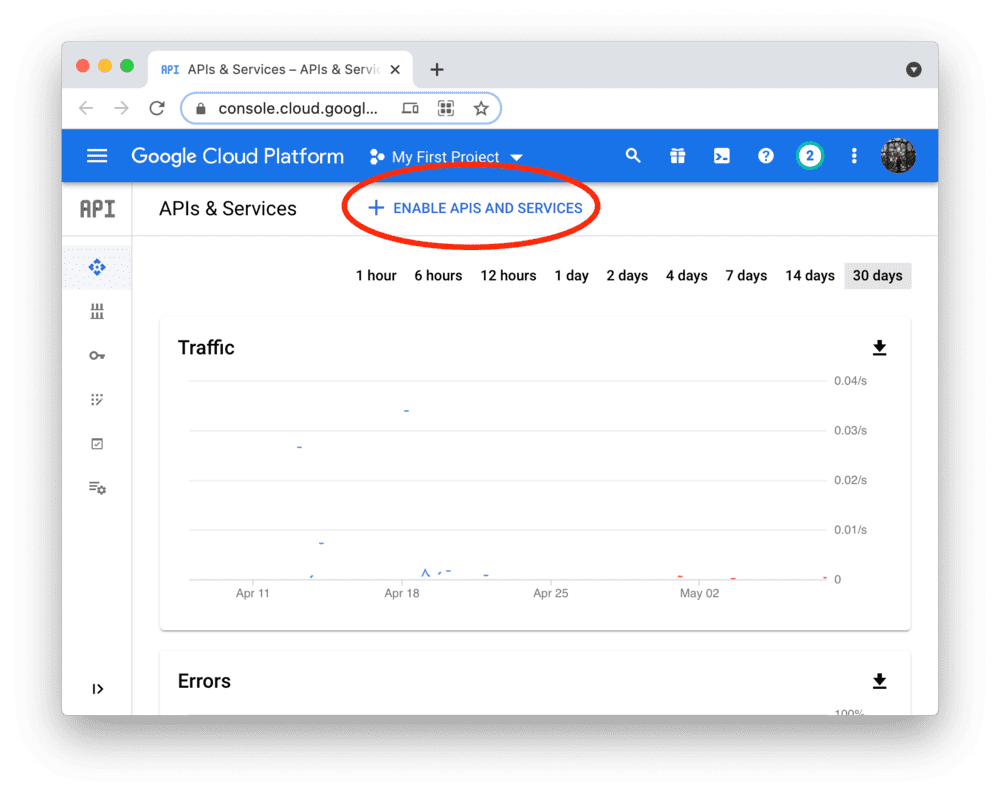 API APIs & Services – APIs & Servic
console.cloud.googl...
Google Cloud Platform My First Project 2
API APIs & Services + ENABLE APIS AND SERVICES
1 hour 6 hours 12 hours 1 day 2 days 4 days 7 days 14 days 30 days
Traffic
0.04/s
0.03/s
0.02/s
0.01/s
0
Apr 11 Apr 18 Apr 25 May 02
Errors
100%